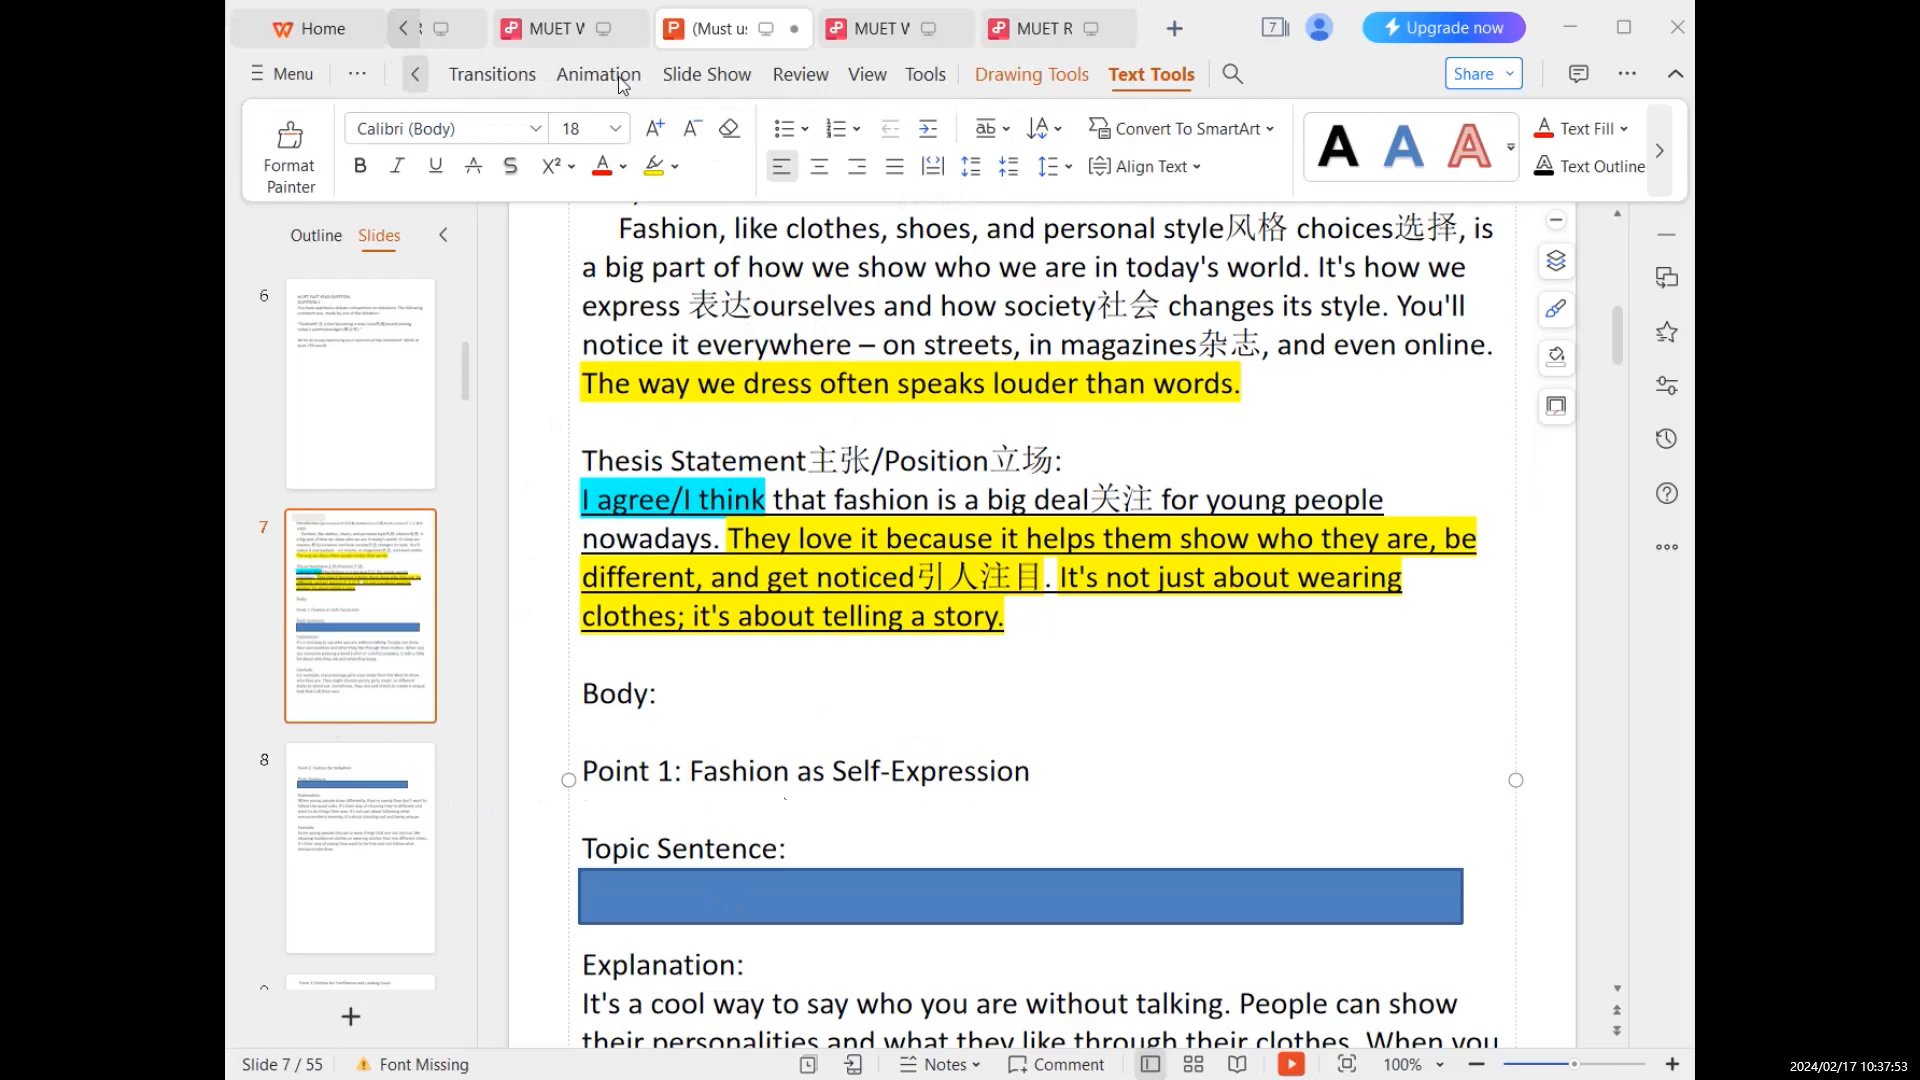 Home
MUET V
(Must u
MUET V
MUET R
Upgrade now
Menu
Transitions
Animation
Slide Show
Review
View
Tools
Drawing Tools
Text Tools
Share
Format Painter
Calibri (Body)
18
Convert To SmartArt
Align Text
Text Fill
Text Outline
Outline
Slides
6
7
8
Fashion, like clothes, shoes, and personal style风格 choices选择, is
a big part of how we show who we are in today's world. It's how we
express 表达ourselves and how society社会 changes its style. You'll
notice it everywhere – on streets, in magazines杂志, and even online.
The way we dress often speaks louder than words.
Thesis Statement主张/Position立场:
I agree/I think that fashion is a big deal关注 for young people
nowadays. They love it because it helps them show who they are, be
different, and get noticed引人注目. It's not just about wearing
clothes; it's about telling a story.
Body:
Point 1: Fashion as Self-Expression
Topic Sentence:
Explanation:
It's a cool way to say who you are without talking. People can show
their personalities and what they like through their clothes. When you
Slide 7 / 55
Font Missing
Notes
Comment
100%
2024/02/17 10:37:53